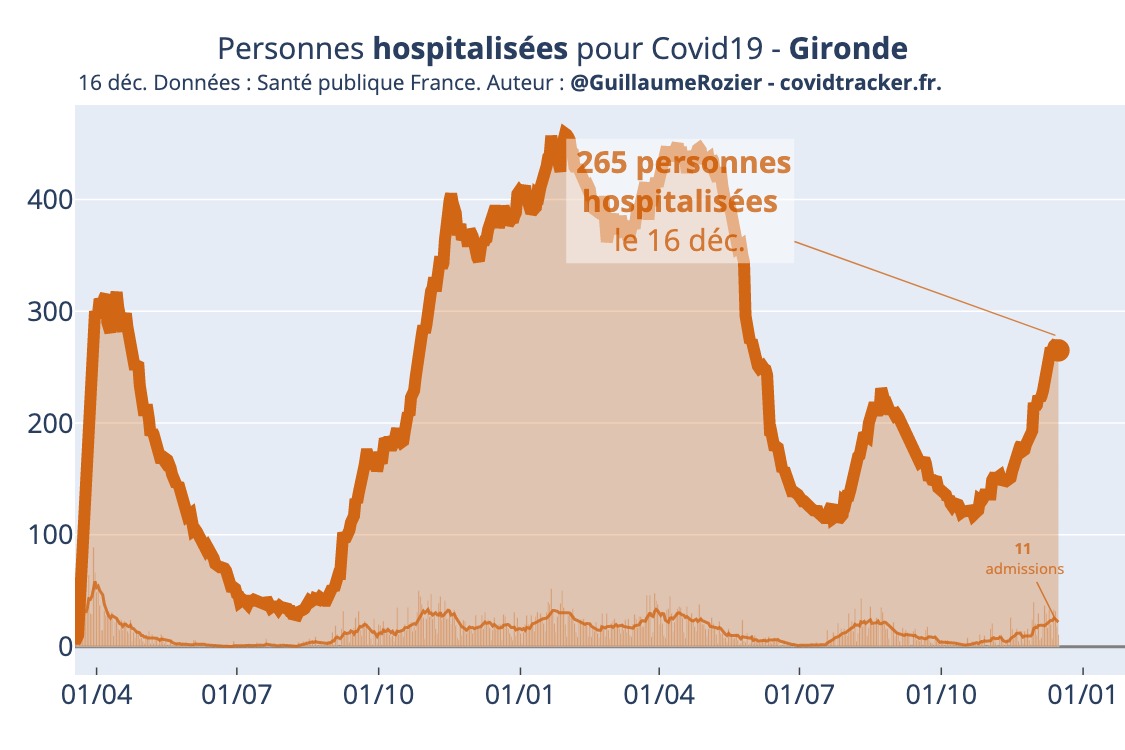 Personnes hospitalisées pour Covid19 - Gironde
16 déc. Données : Santé publique France. Auteur : @GuillaumeRozier - covidtracker.fr.
265 personnes
hospitalisées
le 16 déc.
400
300
200
100
0
11
admissions
01/04 01/07 01/10 01/01 01/04 01/07 01/10 01/01